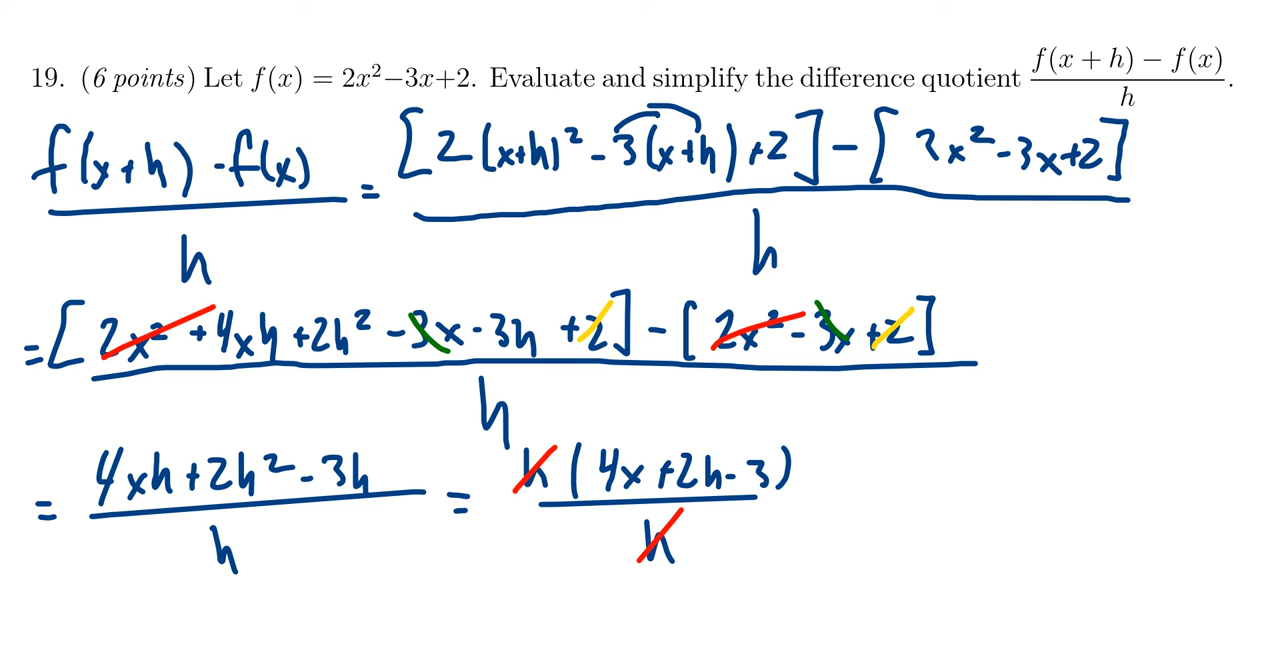 19. (6 points) Let f(x) = 2x²−3x+2. Evaluate and simplify the difference quotient (f(x + h) − f(x))/h.
(f(x+h) - f(x))/h = ([2(x+h)² - 3(x+h) + 2] - [2x² - 3x + 2])/h
= ([2x² + 4xh + 2h² - 3x - 3h + 2] - [2x² - 3x + 2])/h
= (4xh + 2h² - 3h)/h = (h(4x + 2h - 3))/h